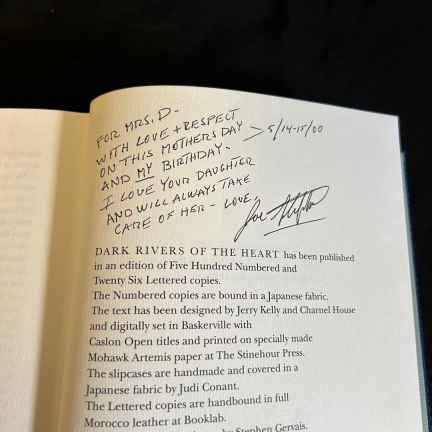 FOR MRS. D -
WITH LOVE + RESPECT
ON THIS MOTHERS DAY > 5/14-15/00
AND MY BIRTHDAY.
I LOVE YOUR DAUGHTER
AND WILL ALWAYS TAKE
CARE OF HER - LOVE,
Joe
DARK RIVERS OF THE HEART has been published
in an edition of Five Hundred Numbered and
Twenty Six Lettered copies.
The Numbered copies are bound in a Japanese fabric.
The text has been designed by Jerry Kelly and Charnel House
and digitally set in Baskerville with
Caslon Open titles and printed on specially made
Mohawk Artemis paper at The Stinehour Press.
The slipcases are handmade and covered in a
Japanese fabric by Judi Conant.
The Lettered copies are handbound in full
Morocco leather at Booklab.
by Stephen Gervais.